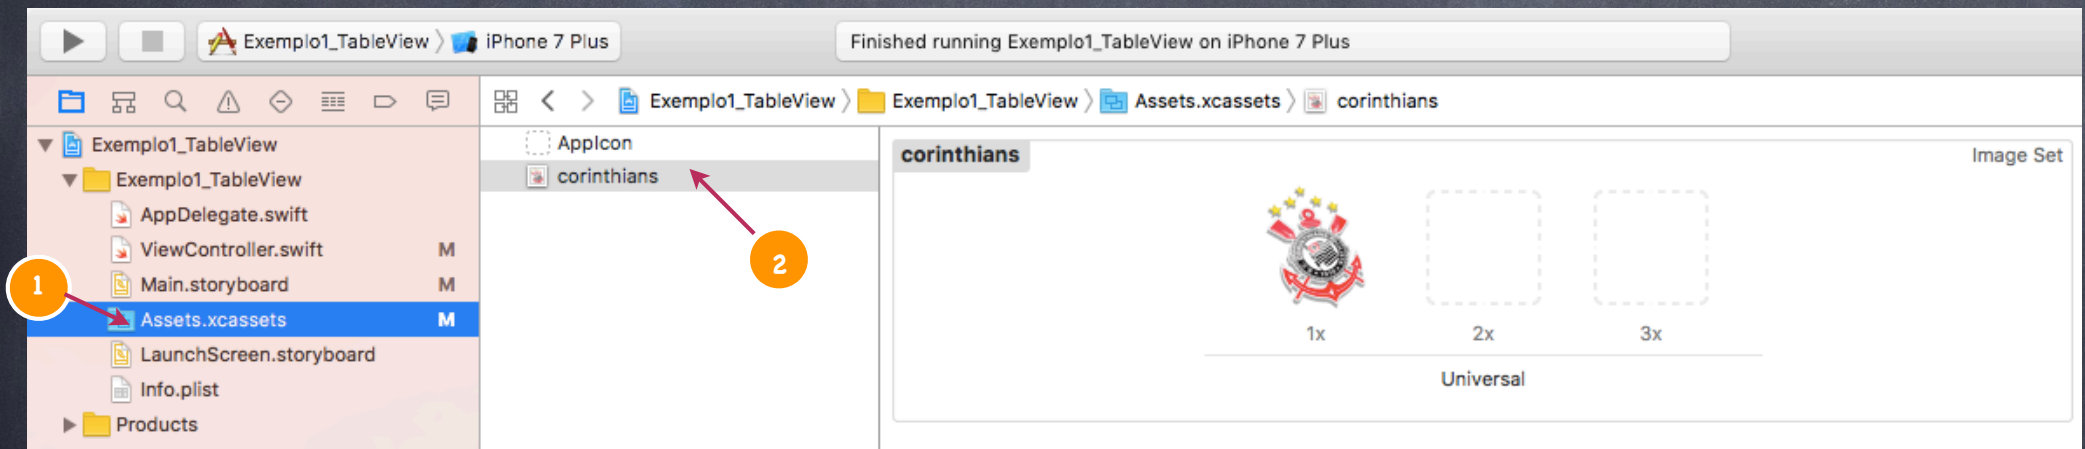 Exemplo1_TableView iPhone 7 Plus
Finished running Exemplo1_TableView on iPhone 7 Plus
Exemplo1_TableView Exemplo1_TableView Assets.xcassets corinthians
Exemplo1_TableView
Exemplo1_TableView
AppDelegate.swift
ViewController.swift M
Main.storyboard M
Assets.xcassets M
LaunchScreen.storyboard
Info.plist
Products
1
AppIcon
corinthians
2
corinthians
Image Set
1x 2x 3x
Universal